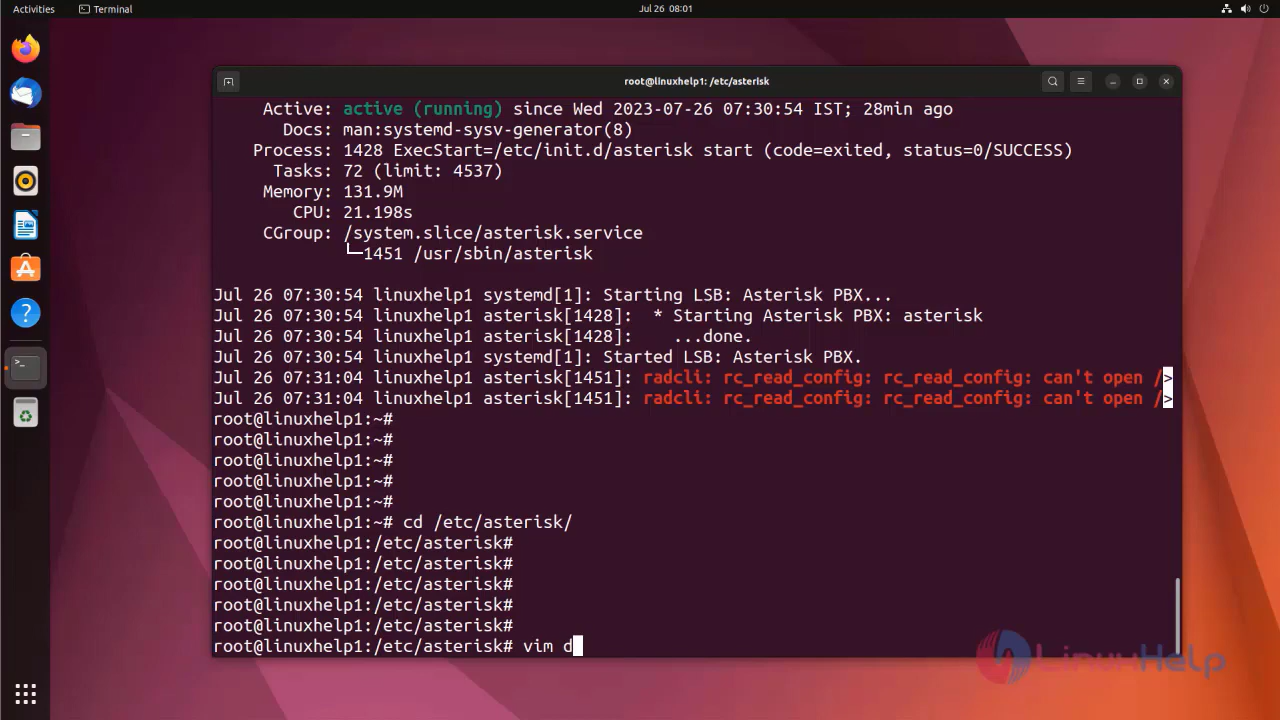 Activities
Terminal
Jul 26 08:01
root@linuxhelp1: /etc/asterisk
Active: active (running) since Wed 2023-07-26 07:30:54 IST; 28min ago
Docs: man:systemd-sysv-generator(8)
Process: 1428 ExecStart=/etc/init.d/asterisk start (code=exited, status=0/SUCCESS)
Tasks: 72 (limit: 4537)
Memory: 131.9M
CPU: 21.198s
CGroup: /system.slice/asterisk.service
└─1451 /usr/sbin/asterisk
Jul 26 07:30:54 linuxhelp1 systemd[1]: Starting LSB: Asterisk PBX...
Jul 26 07:30:54 linuxhelp1 asterisk[1428]:  * Starting Asterisk PBX: asterisk
Jul 26 07:30:54 linuxhelp1 asterisk[1428]:    ...done.
Jul 26 07:30:54 linuxhelp1 systemd[1]: Started LSB: Asterisk PBX.
Jul 26 07:31:04 linuxhelp1 asterisk[1451]: radcli: rc_read_config: rc_read_config: can't open />
Jul 26 07:31:04 linuxhelp1 asterisk[1451]: radcli: rc_read_config: rc_read_config: can't open />
root@linuxhelp1:~#
root@linuxhelp1:~#
root@linuxhelp1:~#
root@linuxhelp1:~#
root@linuxhelp1:~#
root@linuxhelp1:~# cd /etc/asterisk/
root@linuxhelp1:/etc/asterisk#
root@linuxhelp1:/etc/asterisk#
root@linuxhelp1:/etc/asterisk#
root@linuxhelp1:/etc/asterisk#
root@linuxhelp1:/etc/asterisk#
root@linuxhelp1:/etc/asterisk# vim d
LinuxHelp